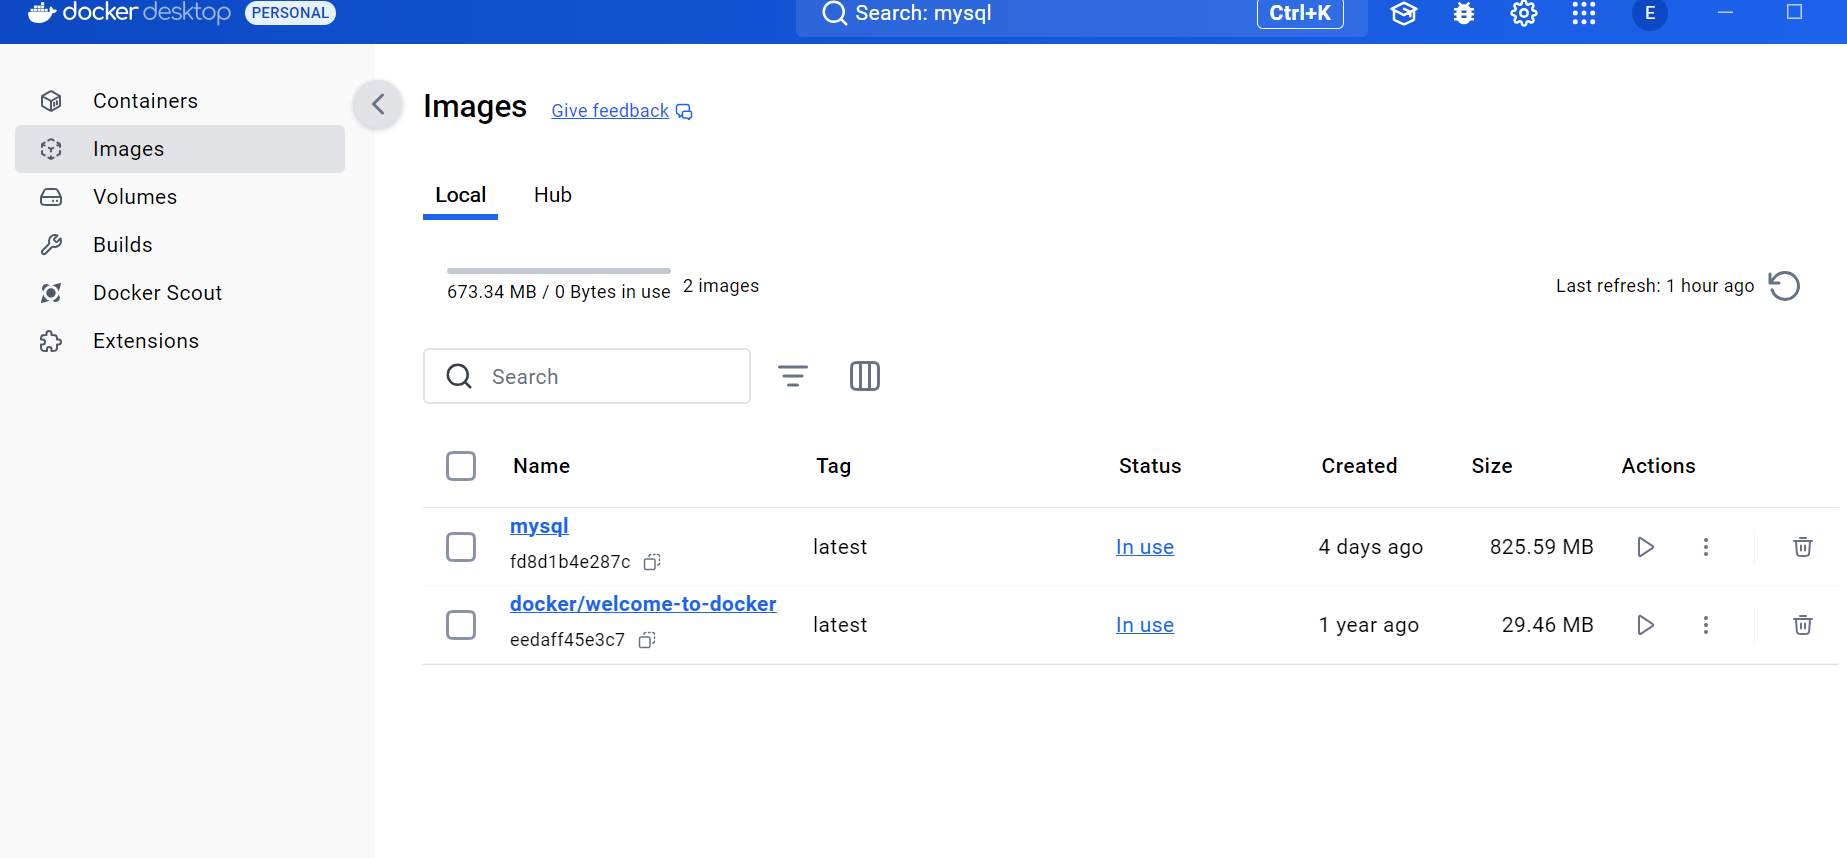 docker desktop PERSONAL
Search: mysql Ctrl+K E
Containers
Images
Volumes
Builds
Docker Scout
Extensions
Images Give feedback
Local Hub
673.34 MB / 0 Bytes in use 2 images
Last refresh: 1 hour ago
Search
Name Tag Status Created Size Actions
mysql
fd8d1b4e287c
latest In use 4 days ago 825.59 MB
docker/welcome-to-docker
eedaff45e3c7
latest In use 1 year ago 29.46 MB